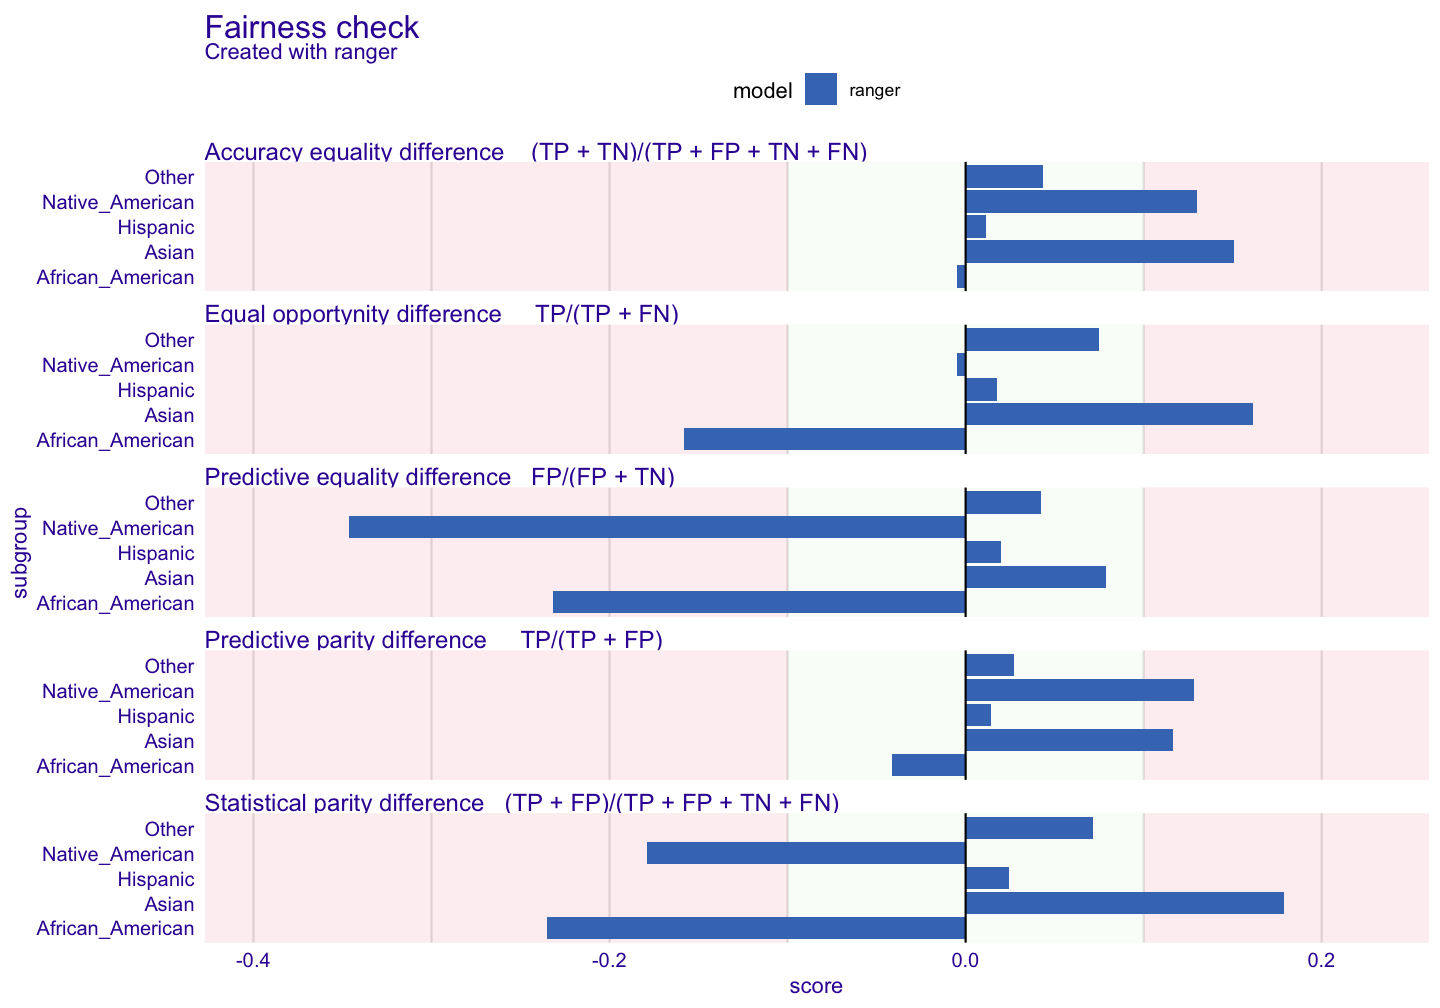 Fairness check
Created with ranger
model ranger
Accuracy equality difference (TP + TN)/(TP + FP + TN + FN)
Other
Native_American
Hispanic
Asian
African_American
Equal opportynity difference TP/(TP + FN)
Other
Native_American
Hispanic
Asian
African_American
Predictive equality difference FP/(FP + TN)
Other
Native_American
Hispanic
Asian
African_American
Predictive parity difference TP/(TP + FP)
Other
Native_American
Hispanic
Asian
African_American
Statistical parity difference (TP + FP)/(TP + FP + TN + FN)
Other
Native_American
Hispanic
Asian
African_American
subgroup
-0.4 -0.2 0.0 0.2
score